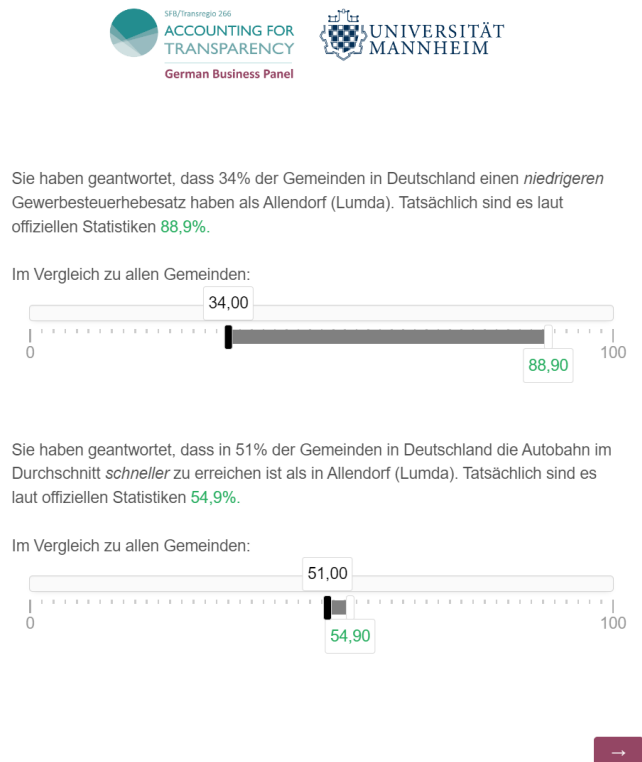 SFB/Transregio 266
ACCOUNTING FOR
TRANSPARENCY
German Business Panel
UNIVERSITÄT
MANNHEIM
Sie haben geantwortet, dass 34% der Gemeinden in Deutschland einen niedrigeren
Gewerbesteuerhebesatz haben als Allendorf (Lumda). Tatsächlich sind es laut
offiziellen Statistiken 88,9%.
Im Vergleich zu allen Gemeinden:
34,00
0
100
88,90
Sie haben geantwortet, dass in 51% der Gemeinden in Deutschland die Autobahn im
Durchschnitt schneller zu erreichen ist als in Allendorf (Lumda). Tatsächlich sind es
laut offiziellen Statistiken 54,9%.
Im Vergleich zu allen Gemeinden:
51,00
0
100
54,90
→